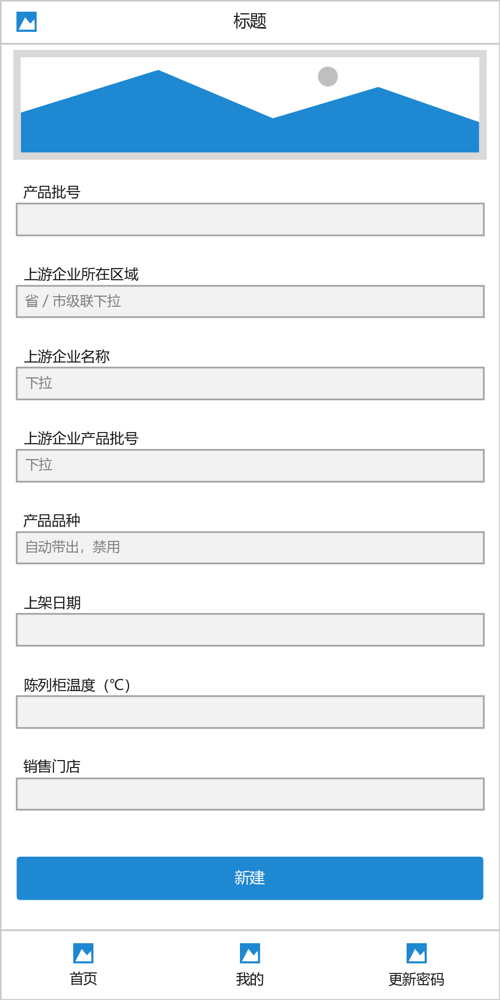 标题
产品批号
上游企业所在区域
省 / 市级联下拉
上游企业名称
下拉
上游企业产品批号
下拉
产品品种
自动带出，禁用
上架日期
陈列柜温度（℃）
销售门店
新建
首页
我的
更新密码